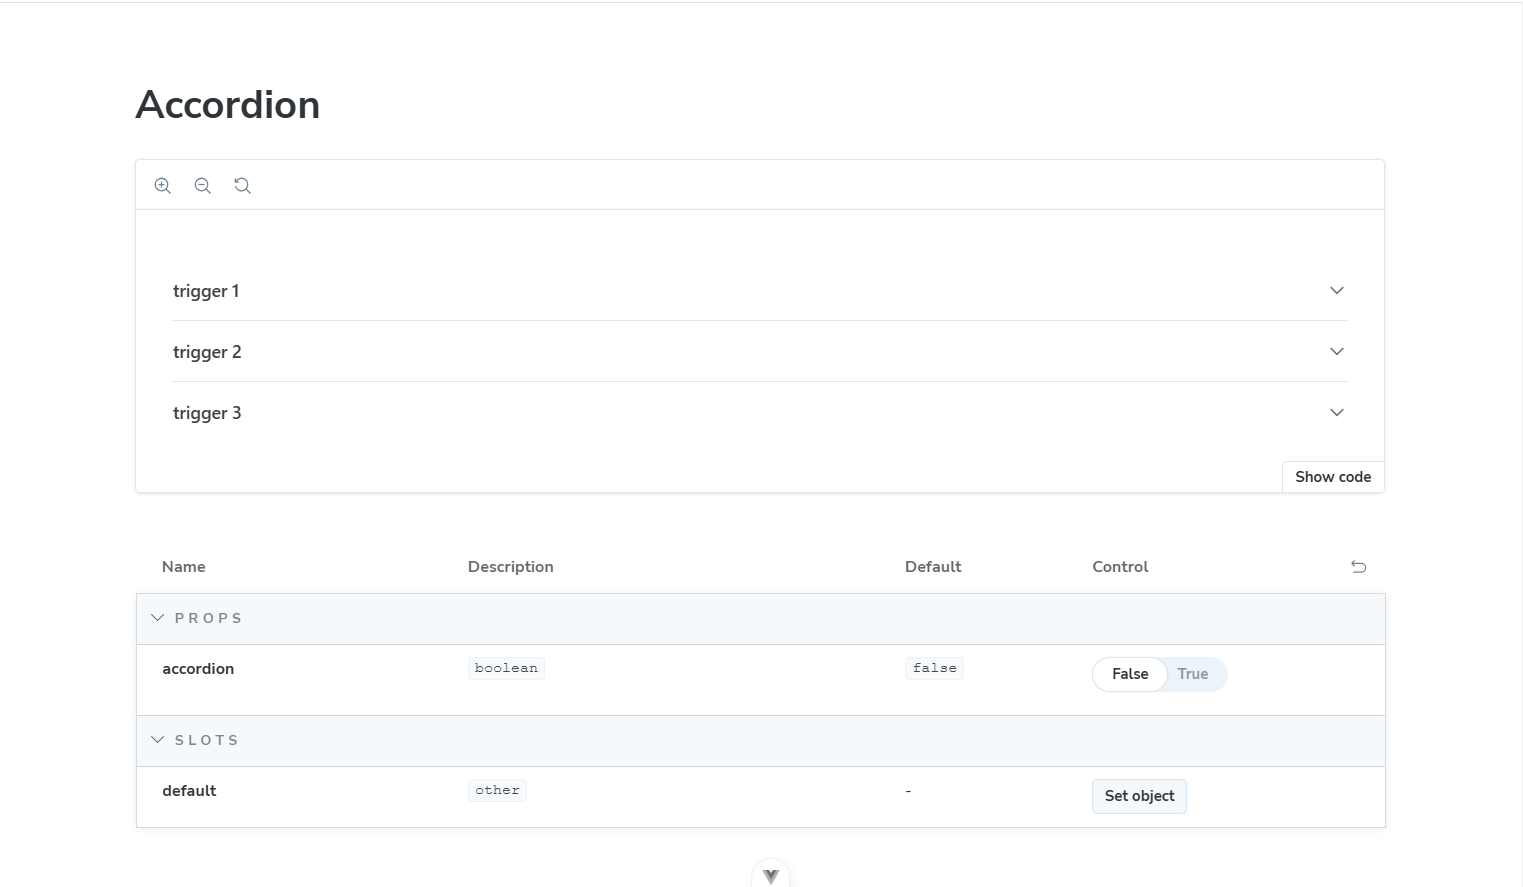 Accordion
trigger 1
trigger 2
trigger 3
Show code
Name Description Default Control
PROPS
accordion boolean false False True
SLOTS
default other - Set object